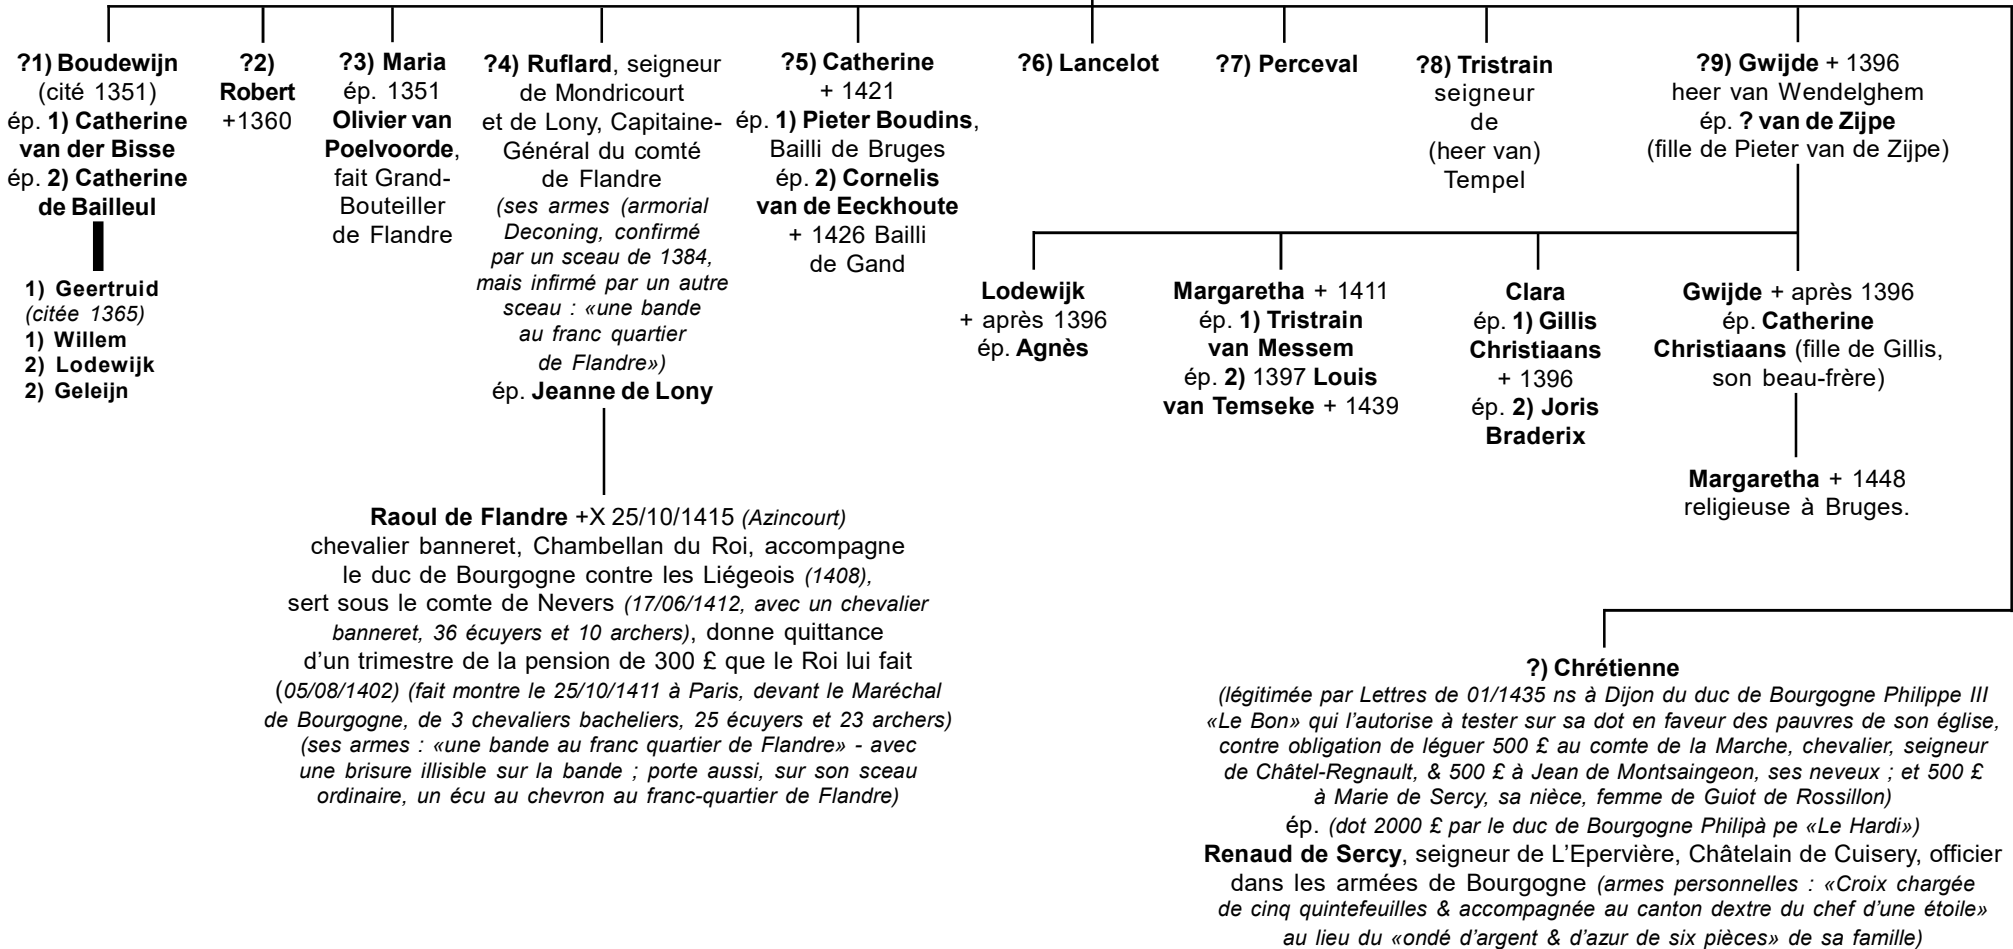 ?1) Boudewijn
(cité 1351)
ép. 1) Catherine
van der Bisse
ép. 2) Catherine
de Bailleul
1) Geertruid
(citée 1365)
1) Willem
2) Lodewijk
2) Geleijn
?2)
Robert
+1360
?3) Maria
ép. 1351
Olivier van
Poelvoorde,
fait Grand-
Bouteiller
de Flandre
?4) Ruflard, seigneur
de Mondricourt
et de Lony, Capitaine-
Général du comté
de Flandre
(ses armes (armorial
Deconing, confirmé
par un sceau de 1384,
mais infirmé par un autre
sceau : «une bande
au franc quartier
de Flandre»)
ép. Jeanne de Lony
Raoul de Flandre +X 25/10/1415 (Azincourt)
chevalier banneret, Chambellan du Roi, accompagne
le duc de Bourgogne contre les Liégeois (1408),
sert sous le comte de Nevers (17/06/1412, avec un chevalier
banneret, 36 écuyers et 10 archers), donne quittance
d'un trimestre de la pension de 300 £ que le Roi lui fait
(05/08/1402) (fait montre le 25/10/1411 à Paris, devant le Maréchal
de Bourgogne, de 3 chevaliers bacheliers, 25 écuyers et 23 archers)
(ses armes : «une bande au franc quartier de Flandre» - avec
une brisure illisible sur la bande ; porte aussi, sur son sceau
ordinaire, un écu au chevron au franc-quartier de Flandre)
?5) Catherine
+ 1421
ép. 1) Pieter Boudins,
Bailli de Bruges
ép. 2) Cornelis
van de Eeckhoute
+ 1426 Bailli
de Gand
?6) Lancelot
?7) Perceval
?8) Tristrain
seigneur
de
(heer van)
Tempel
?9) Gwijde + 1396
heer van Wendelghem
ép. ? van de Zijpe
(fille de Pieter van de Zijpe)
Lodewijk
+ après 1396
ép. Agnès
Margaretha + 1411
ép. 1) Tristrain
van Messem
ép. 2) 1397 Louis
van Temseke + 1439
Clara
ép. 1) Gillis
Christiaans
+ 1396
ép. 2) Joris
Braderix
Gwijde + après 1396
ép. Catherine
Christiaans (fille de Gillis,
son beau-frère)
Margaretha + 1448
religieuse à Bruges.
?) Chrétienne
(légitimée par Lettres de 01/1435 ns à Dijon du duc de Bourgogne Philippe III
«Le Bon» qui l'autorise à tester sur sa dot en faveur des pauvres de son église,
contre obligation de léguer 500 £ au comte de la Marche, chevalier, seigneur
de Châtel-Regnault, & 500 £ à Jean de Montsaingeon, ses neveux ; et 500 £
à Marie de Sercy, sa nièce, femme de Guiot de Rossillon)
ép. (dot 2000 £ par le duc de Bourgogne Philipà pe «Le Hardi»)
Renaud de Sercy, seigneur de L'Epervière, Châtelain de Cuisery, officier
dans les armées de Bourgogne (armes personnelles : «Croix chargée
de cinq quintefeuilles & accompagnée au canton dextre du chef d'une étoile»
au lieu du «ondé d'argent & d'azur de six pièces» de sa famille)